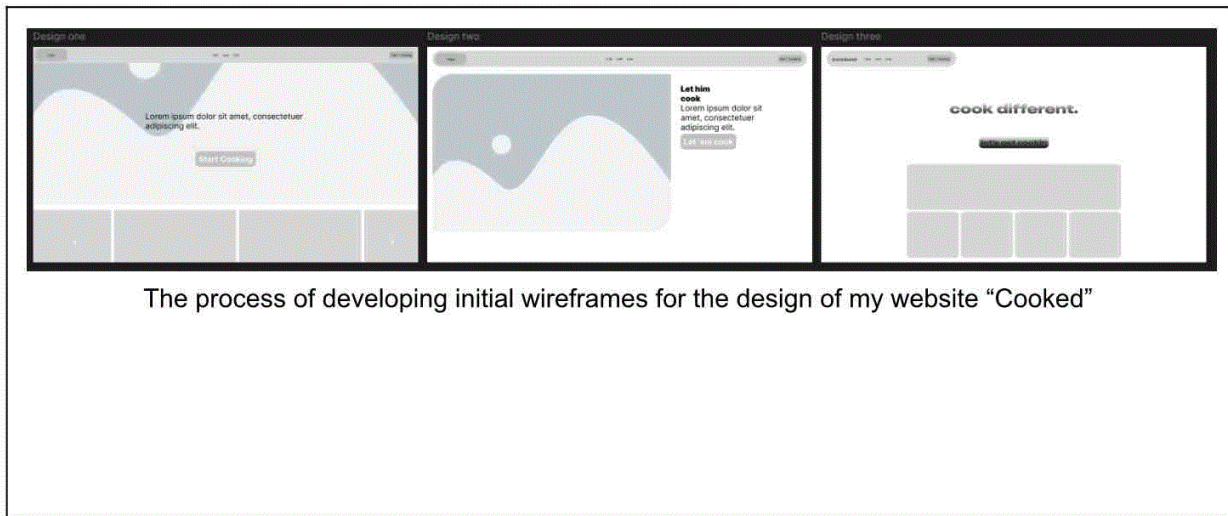 Design one
Design two
Design three
Lorem ipsum dolor sit amet, consectetuer
adipiscing elit.
Start Cooking
Let him
cook
Lorem ipsum dolor sit
amet, consectetuer
adipiscing elit.
Let him cook
cook different.
The process of developing initial wireframes for the design of my website “Cooked”